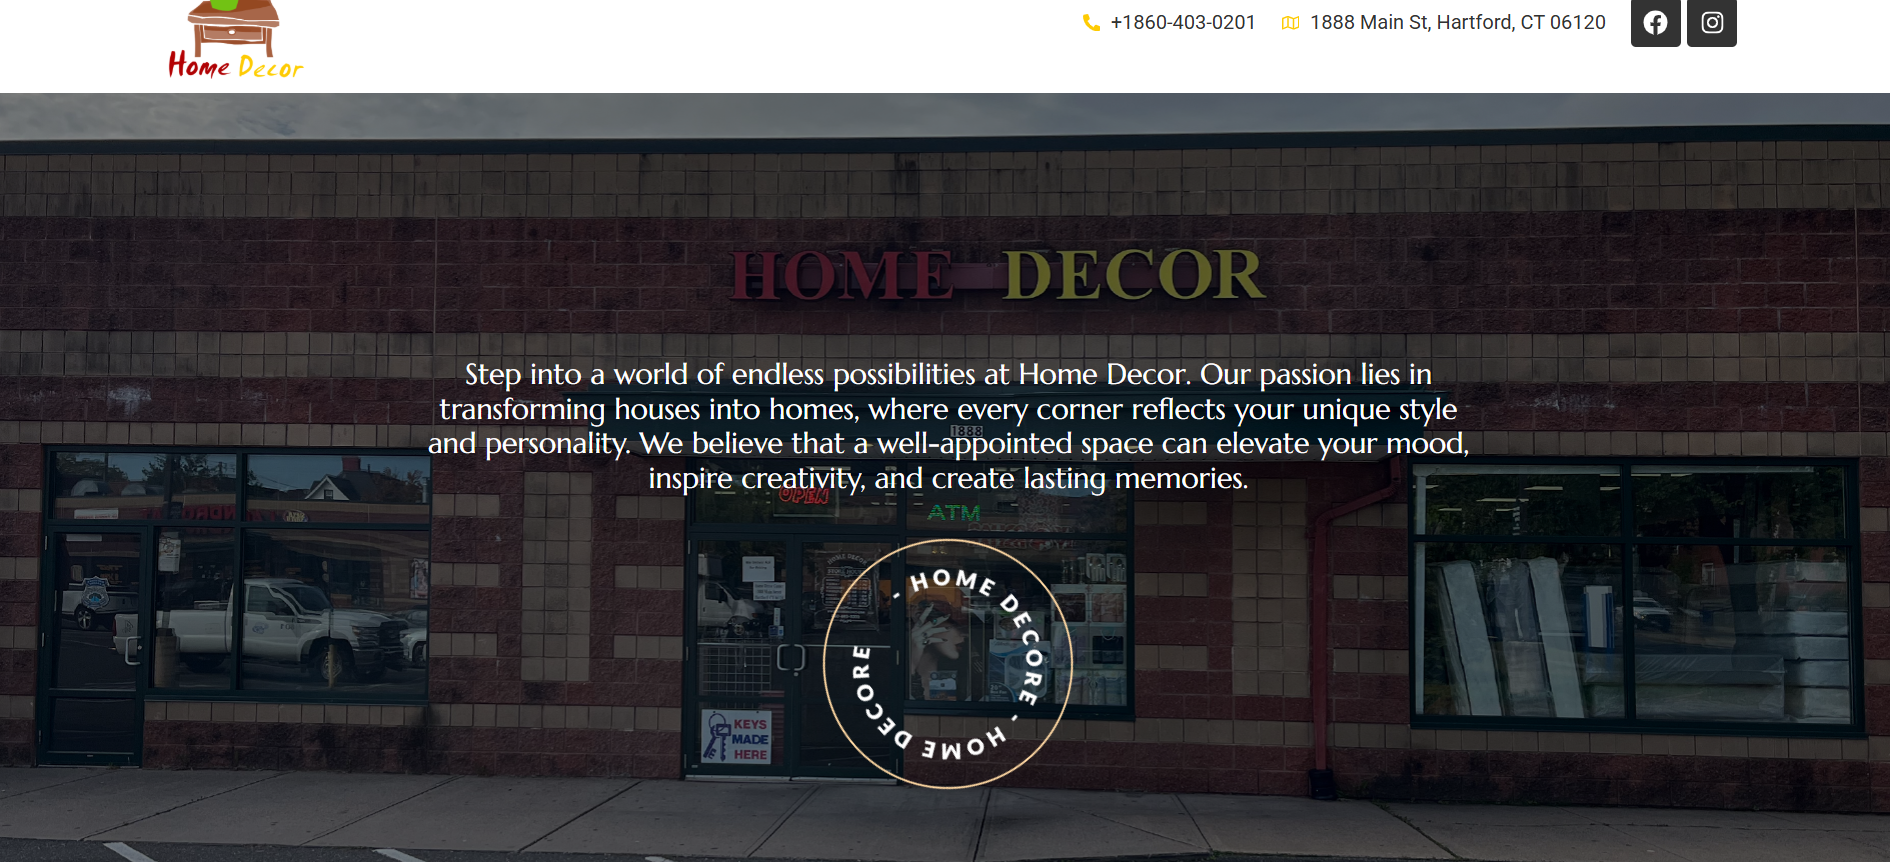 Home Decor
+1860-403-0201
1888 Main St, Hartford, CT 06120
HOME DECOR
Step into a world of endless possibilities at Home Decor. Our passion lies in
transforming houses into homes, where every corner reflects your unique style
and personality. We believe that a well-appointed space can elevate your mood,
inspire creativity, and create lasting memories.
1888
OPEN
ATM
- HOME DECORE - HOME DECORE
KEYS
MADE
HERE